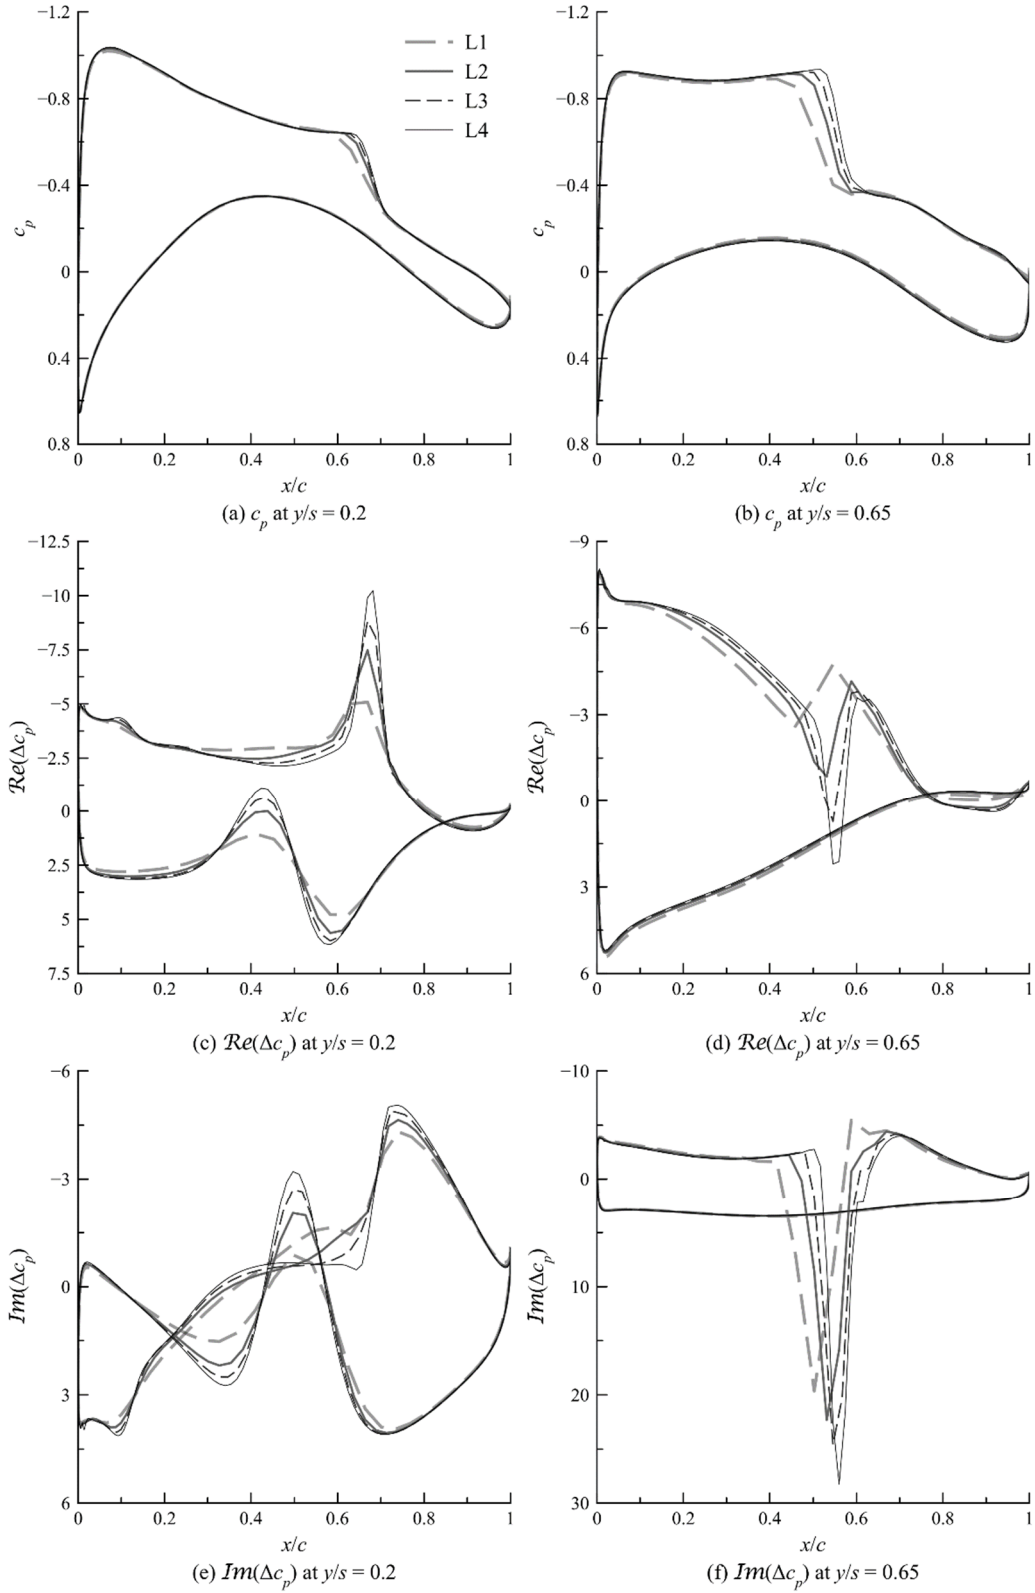 −1.2
−0.8
−0.4
0
0.4
0.8
c_p
0 0.2 0.4 0.6 0.8 1
x/c
L1
L2
L3
L4
(a) c_p at y/s = 0.2
−1.2
−0.8
−0.4
0
0.4
0.8
c_p
0 0.2 0.4 0.6 0.8 1
x/c
(b) c_p at y/s = 0.65
−12.5
−10
−7.5
−5
−2.5
0
2.5
5
7.5
Re(Δc_p)
0 0.2 0.4 0.6 0.8 1
x/c
(c) Re(Δc_p) at y/s = 0.2
−9
−6
−3
0
3
6
Re(Δc_p)
0 0.2 0.4 0.6 0.8 1
x/c
(d) Re(Δc_p) at y/s = 0.65
−6
−3
0
3
6
Im(Δc_p)
0 0.2 0.4 0.6 0.8 1
x/c
(e) Im(Δc_p) at y/s = 0.2
−10
0
10
20
30
Im(Δc_p)
0 0.2 0.4 0.6 0.8 1
x/c
(f) Im(Δc_p) at y/s = 0.65